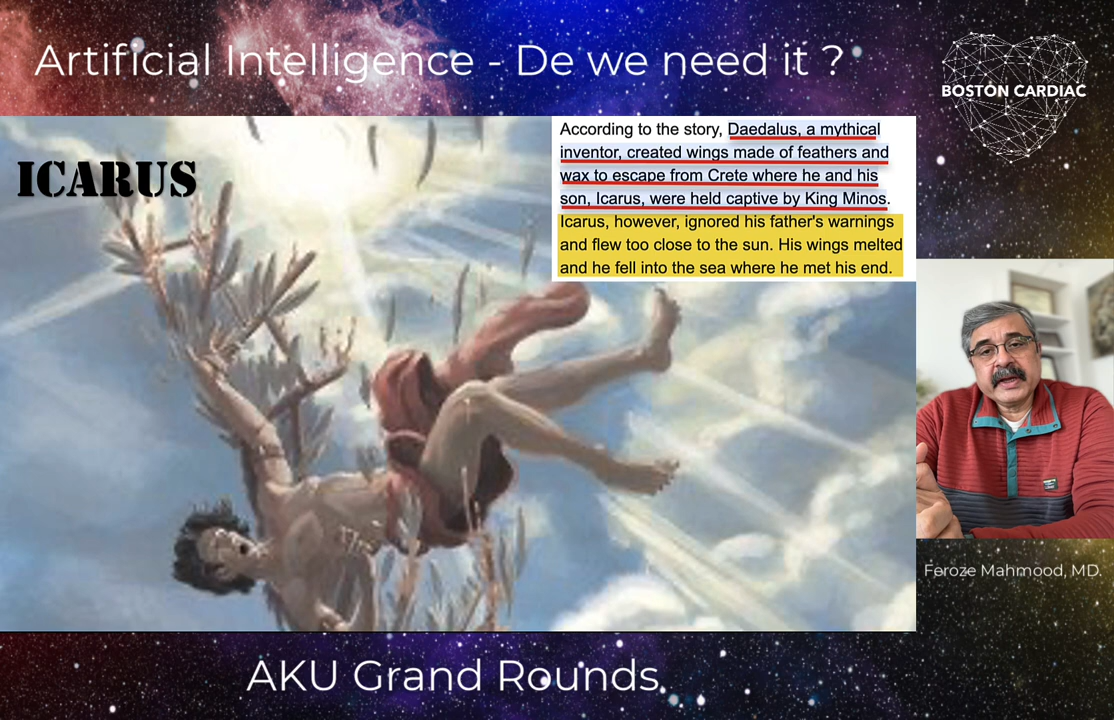 Artificial Intelligence - De we need it ?
BOSTON CARDIAC
ICARUS
According to the story, Daedalus, a mythical
inventor, created wings made of feathers and
wax to escape from Crete where he and his
son, Icarus, were held captive by King Minos.
Icarus, however, ignored his father's warnings
and flew too close to the sun. His wings melted
and he fell into the sea where he met his end.
Feroze Mahmood, MD.
AKU Grand Rounds